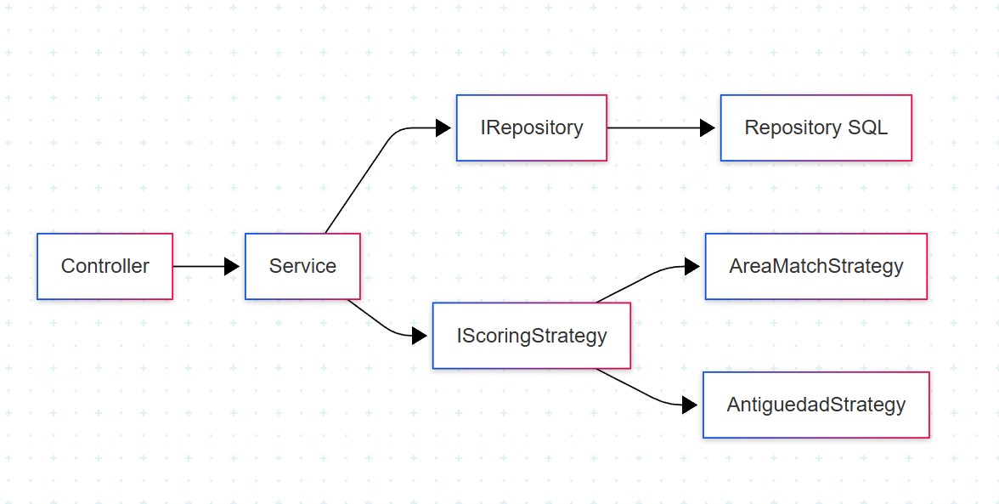 IRepository
Repository SQL
Controller
Service
AreaMatchStrategy
IScoringStrategy
AntiguedadStrategy